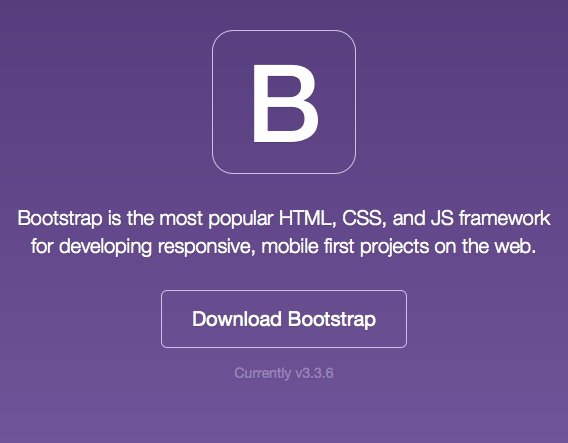 B
Bootstrap is the most popular HTML, CSS, and JS framework
for developing responsive, mobile first projects on the web.
Download Bootstrap
Currently v3.3.6